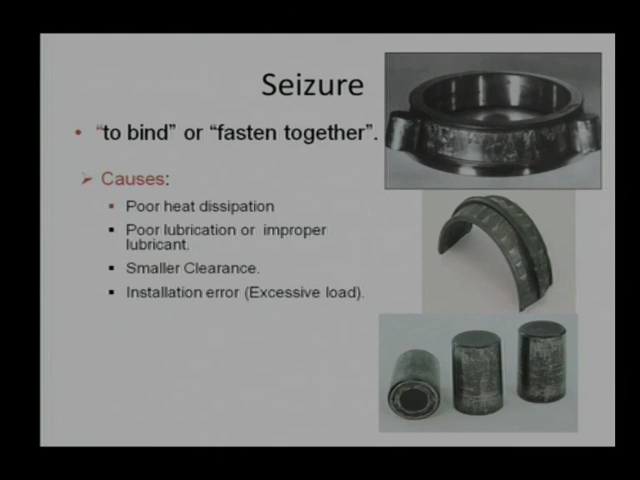 Seizure
• "to bind" or "fasten together".
➢ Causes:
▪ Poor heat dissipation
▪ Poor lubrication or improper
lubricant.
▪ Smaller Clearance.
▪ Installation error (Excessive load).